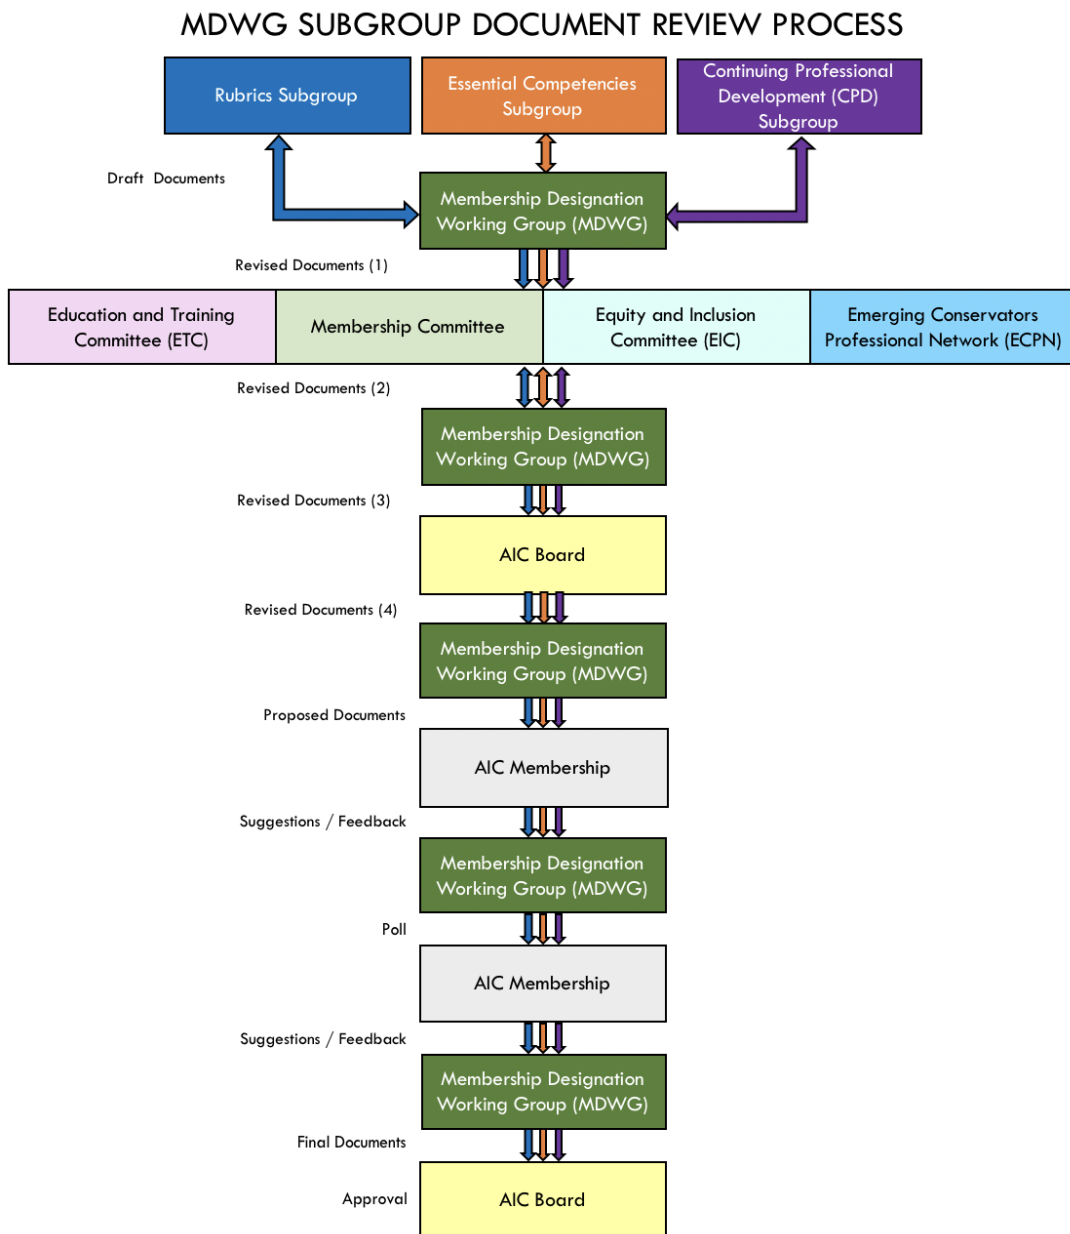 MDWG SUBGROUP DOCUMENT REVIEW PROCESS
Rubrics Subgroup
Essential Competencies
Subgroup
Continuing Professional
Development (CPD)
Subgroup
Draft Documents
Membership Designation
Working Group (MDWG)
Revised Documents (1)
Education and Training
Committee (ETC)
Membership Committee
Equity and Inclusion
Committee (EIC)
Emerging Conservators
Professional Network (ECPN)
Revised Documents (2)
Membership Designation
Working Group (MDWG)
Revised Documents (3)
AIC Board
Revised Documents (4)
Membership Designation
Working Group (MDWG)
Proposed Documents
AIC Membership
Suggestions / Feedback
Membership Designation
Working Group (MDWG)
Poll
AIC Membership
Suggestions / Feedback
Membership Designation
Working Group (MDWG)
Final Documents
Approval
AIC Board